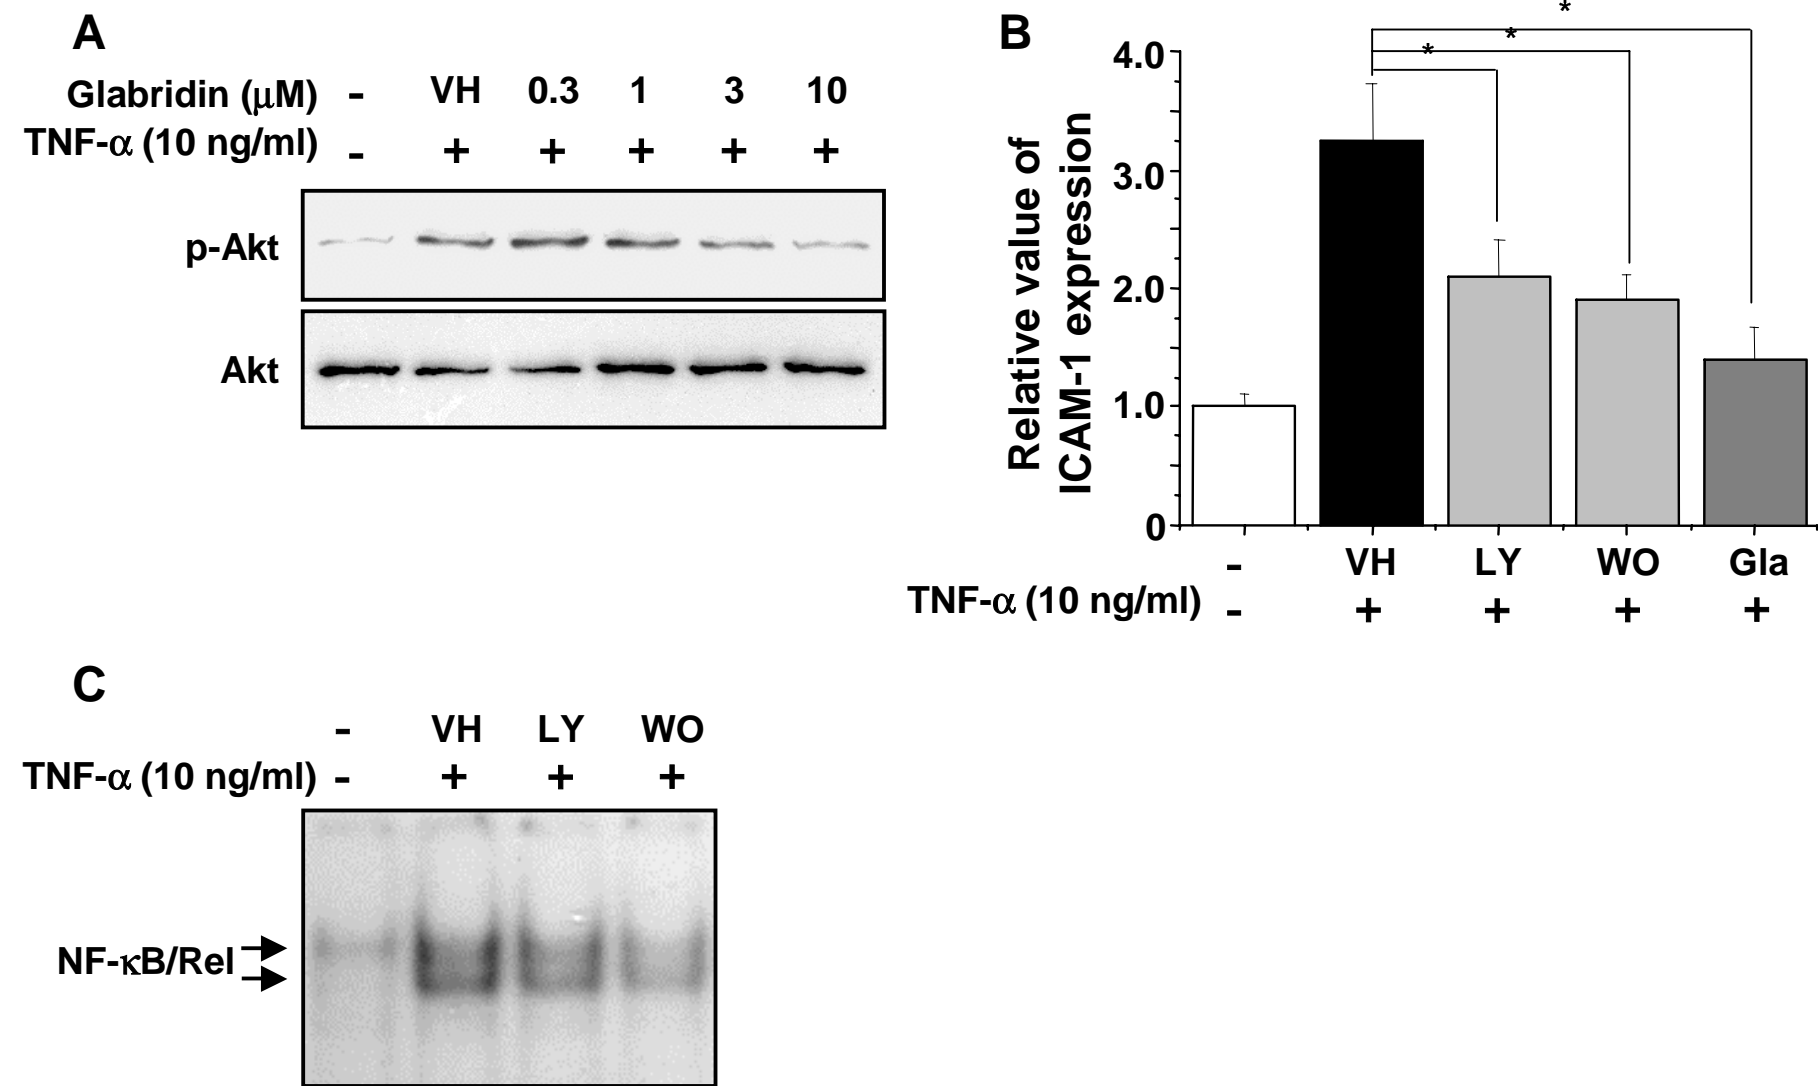 A
Glabridin (μM) - VH 0.3 1 3 10
TNF-α (10 ng/ml) - + + + + +
p-Akt
Akt
B
* * *
Relative value of
ICAM-1 expression
4.0
3.0
2.0
1.0
0
- VH LY WO Gla
TNF-α (10 ng/ml) - + + + +
C
- VH LY WO
TNF-α (10 ng/ml) - + + +
NF-κB/Rel